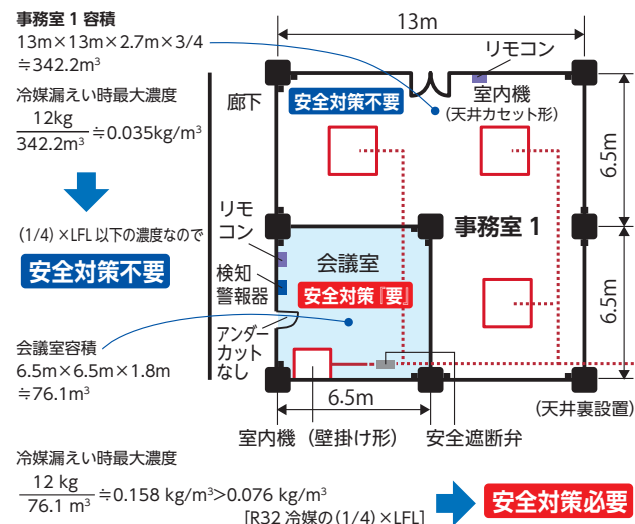 事務室1容積
13m×13m×2.7m×3/4
≒342.2m³
冷媒漏えい時最大濃度
12kg
342.2m³
≒0.035kg/m³
(1/4)×LFL以下の濃度なので
安全対策不要
会議室容積
6.5m×6.5m×1.8m
≒76.1m³
13m
リモコン
廊下
安全対策不要
室内機
(天井カセット形)
6.5m
事務室1
リモ
コン
会議室
検知
警報器
安全対策『要』
アンダー
カット
なし
6.5m
6.5m
(天井裏設置)
室内機(壁掛け形)
安全遮断弁
冷媒漏えい時最大濃度
12 kg
76.1 m³
≒0.158 kg/m³>0.076 kg/m³
[R32冷媒の(1/4)×LFL]
安全対策必要